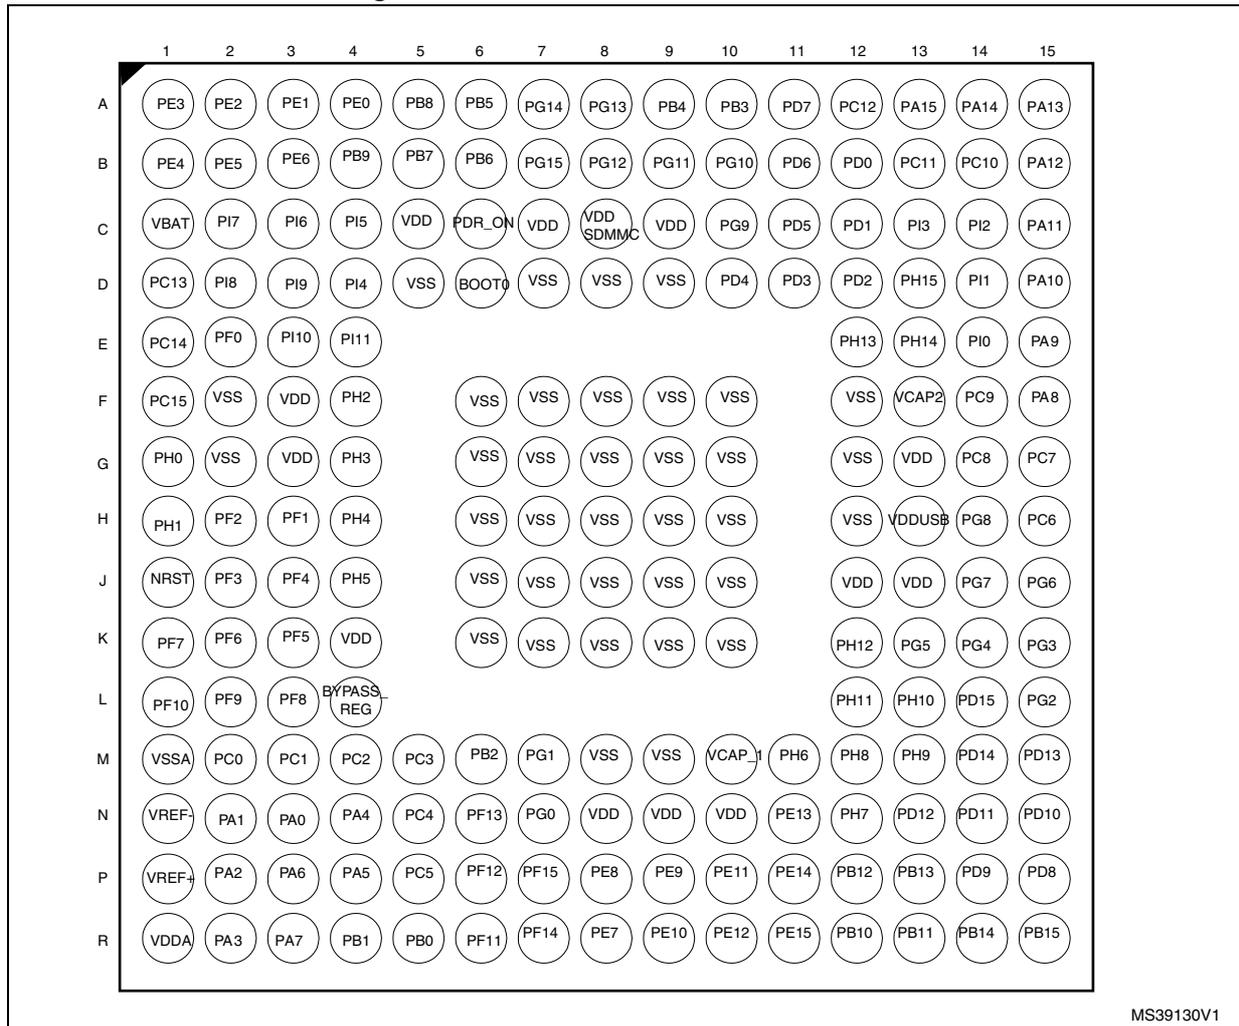 1 2 3 4 5 6 7 8 9 10 11 12 13 14 15
A PE3 PE2 PE1 PE0 PB8 PB5 PG14 PG13 PB4 PB3 PD7 PC12 PA15 PA14 PA13
B PE4 PE5 PE6 PB9 PB7 PB6 PG15 PG12 PG11 PG10 PD6 PD0 PC11 PC10 PA12
C VBAT PI7 PI6 PI5 VDD PDR_ON VDD VDD SDMMC VDD PG9 PD5 PD1 PI3 PI2 PA11
D PC13 PI8 PI9 PI4 VSS BOOT0 VSS VSS VSS PD4 PD3 PD2 PH15 PI1 PA10
E PC14 PF0 PI10 PI11 PH13 PH14 PI0 PA9
F PC15 VSS VDD PH2 VSS VSS VSS VSS VSS VSS VCAP2 PC9 PA8
G PH0 VSS VDD PH3 VSS VSS VSS VSS VSS VSS VDD PC8 PC7
H PH1 PF2 PF1 PH4 VSS VSS VSS VSS VSS VSS VDDUSB PG8 PC6
J NRST PF3 PF4 PH5 VSS VSS VSS VSS VSS VDD VDD PG7 PG6
K PF7 PF6 PF5 VDD VSS VSS VSS VSS VSS PH12 PG5 PG4 PG3
L PF10 PF9 PF8 BYPASS_REG PH11 PH10 PD15 PG2
M VSSA PC0 PC1 PC2 PC3 PB2 PG1 VSS VSS VCAP_1 PH6 PH8 PH9 PD14 PD13
N VREF- PA1 PA0 PA4 PC4 PF13 PG0 VDD VDD VDD PE13 PH7 PD12 PD11 PD10
P VREF+ PA2 PA6 PA5 PC5 PF12 PF15 PE8 PE9 PE11 PE14 PB12 PB13 PD9 PD8
R VDDA PA3 PA7 PB1 PB0 PF11 PF14 PE7 PE10 PE12 PE15 PB10 PB11 PB14 PB15
MS39130V1